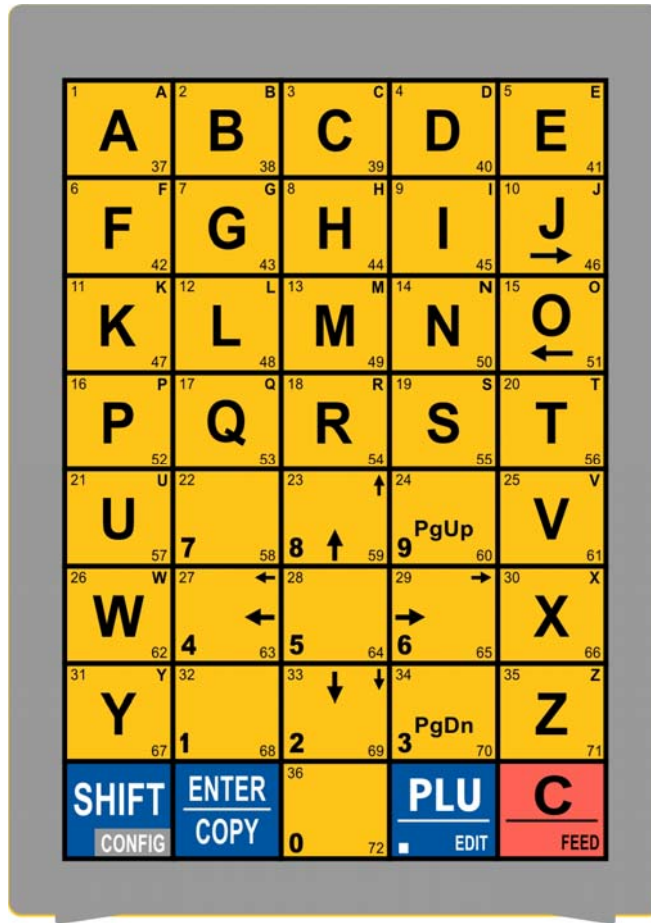 1 A 2 B 3 C 4 D 5 E
A B C D E
37 38 39 40 41
6 F 7 G 8 H 9 I 10 J
F G H I J
→
42 43 44 45 46
11 K 12 L 13 M 14 N 15 O
K L M N O
←
47 48 49 50 51
16 P 17 Q 18 R 19 S 20 T
P Q R S T
52 53 54 55 56
21 U 22 23 ↑ 24 25 V
U PgUp V
57 7 58 8 ↑ 59 9 60 61
26 W 27 ← 28 29 → 30 X
W ← → X
62 4 63 5 64 6 65 66
31 Y 32 33 ↓ ↓ 34 35 Z
Y PgDn Z
67 1 68 2 69 3 70 71
SHIFT ENTER 36 PLU C
CONFIG COPY 0 72 . EDIT FEED